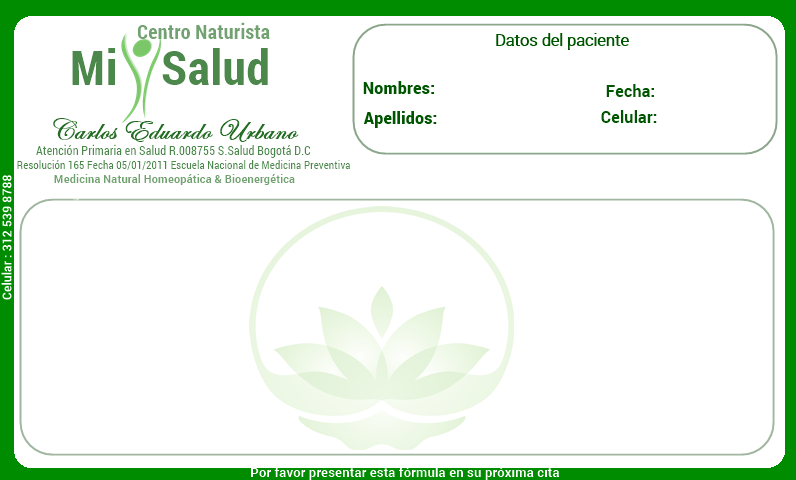 Centro Naturista
Mi Salud
Carlos Eduardo Urbano
Atención Primaria en Salud R.008755 S.Salud Bogotá D.C
Resolución 165 Fecha 05/01/2011 Escuela Nacional de Medicina Preventiva
Medicina Natural Homeopática & Bioenergética
Datos del paciente
Nombres:
Fecha:
Apellidos:
Celular:
Celular : 312 539 8788
Por favor presentar esta fórmula en su próxima cita